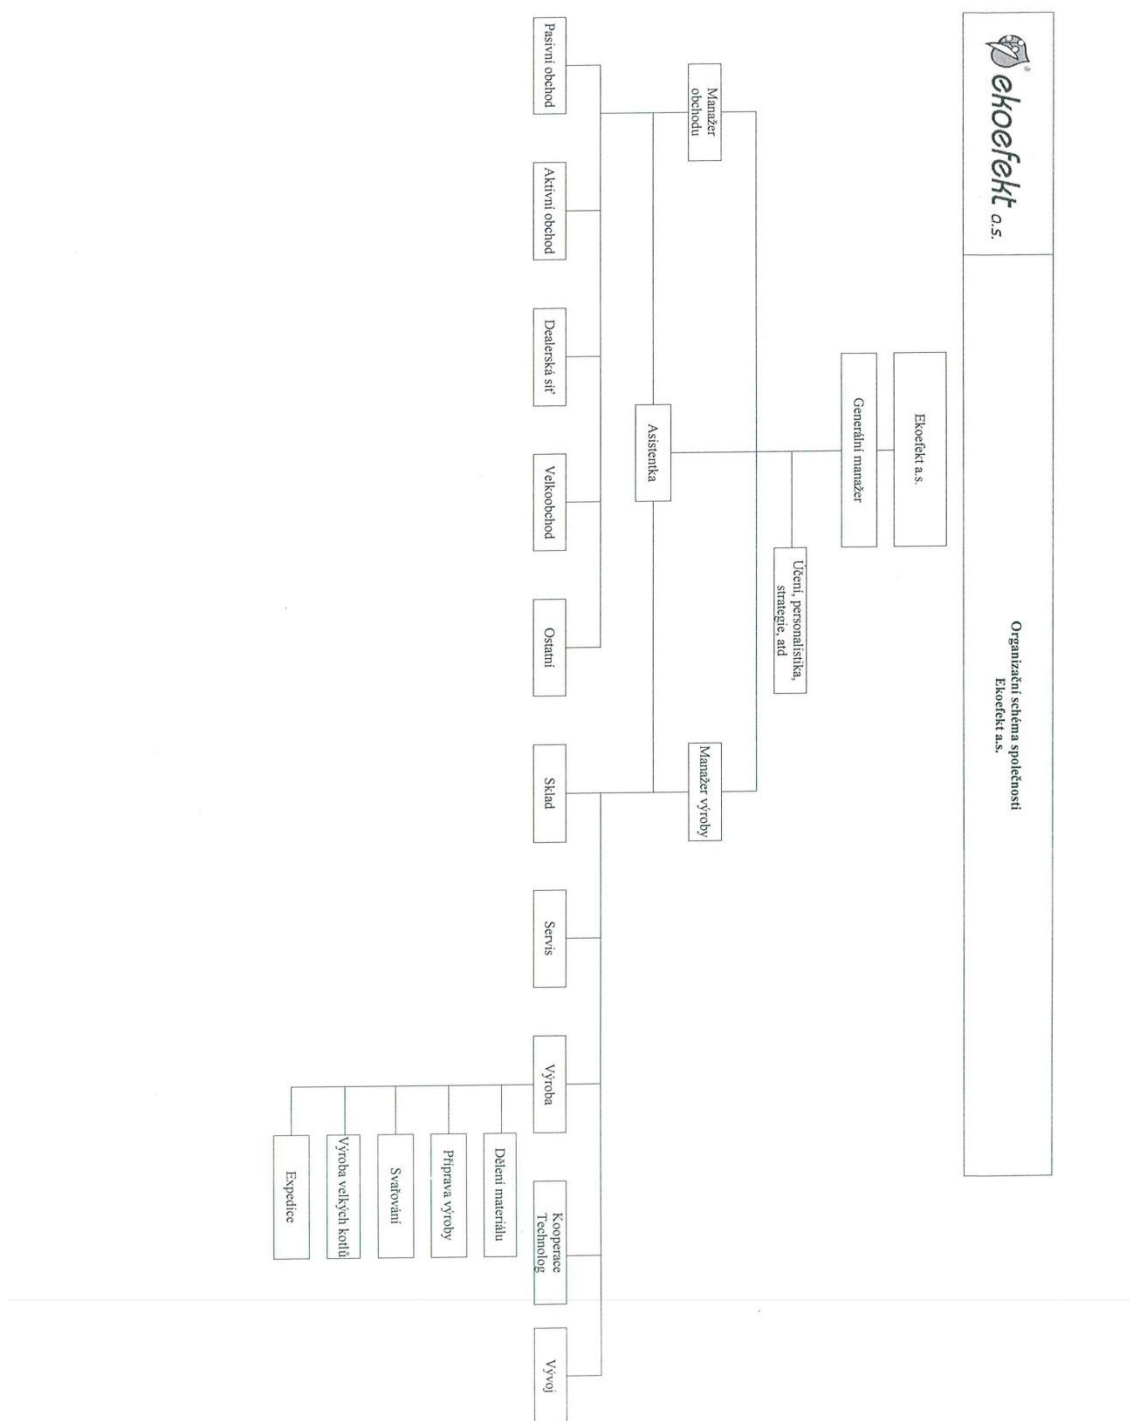 ekoefekt a.s.
Organizační schéma společnosti
Ekoefekt a.s.
Ekoefekt a.s.
Generální manažer
Účení, personalistika,
strategie, atd
Manažer
obchodu
Manažer výroby
Asistentka
Pasivní obchod
Aktivní obchod
Dealerská síť
Velkoobchod
Ostatní
Sklad
Servis
Výroba
Kooperace
Technolog
Vývoj
Dělení materiálu
Příprava výroby
Svařování
Výroba velkých kotlů
Expedice